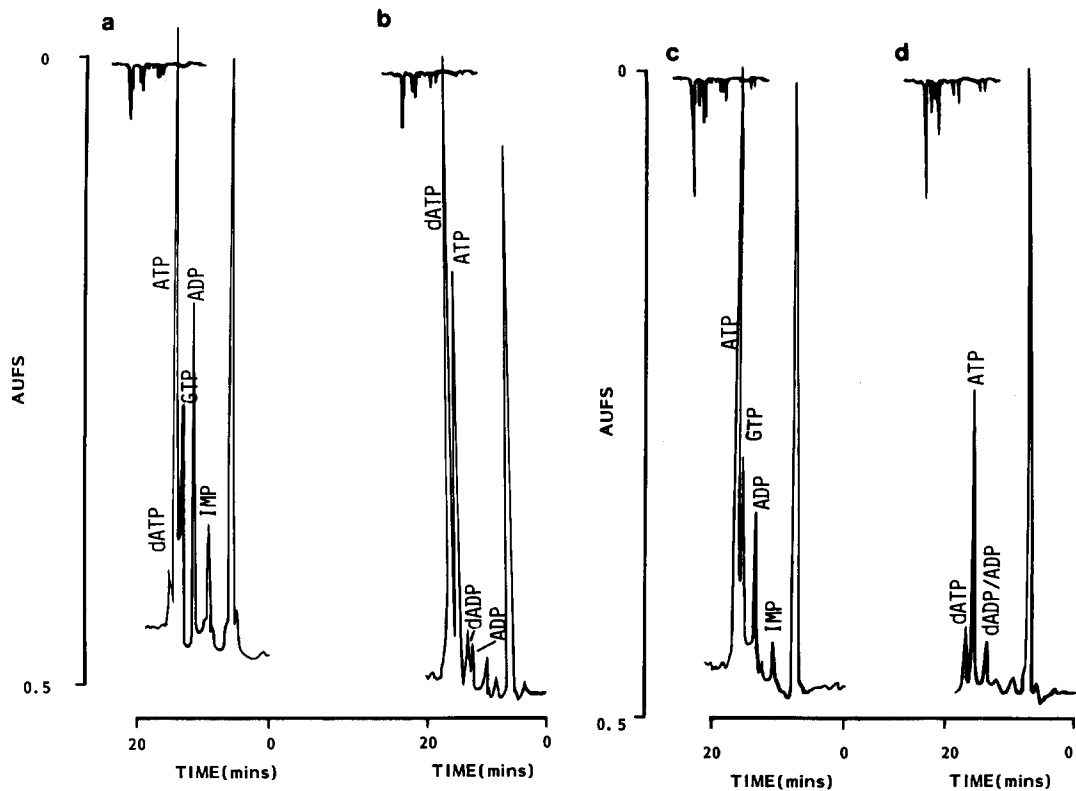 a
0
AUFS
0.5
ATP
ADP
GTP
IMP
dATP
20
0
TIME(mins)
b
dATP
ATP
dADP
ADP
20
0
TIME(mins)
c
0
AUFS
0.5
ATP
GTP
ADP
IMP
20
0
TIME(mins)
d
ATP
dATP
dADP/ADP
20
0
TIME(mins)